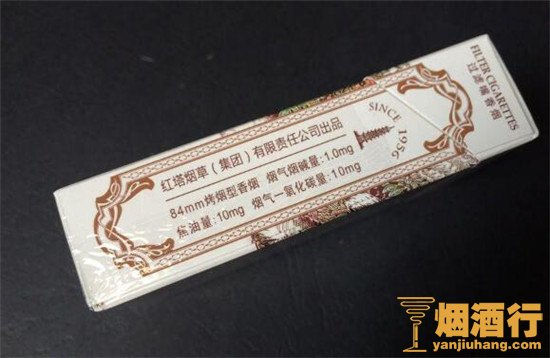 FILTER CIGARETTES
过滤嘴香烟
SINCE 1956
红塔烟草（集团）有限责任公司出品
84mm烤烟型香烟 烟气烟碱量:1.0mg
焦油量:10mg 烟气一氧化碳量:10mg
烟酒行
yanjiuhang.com